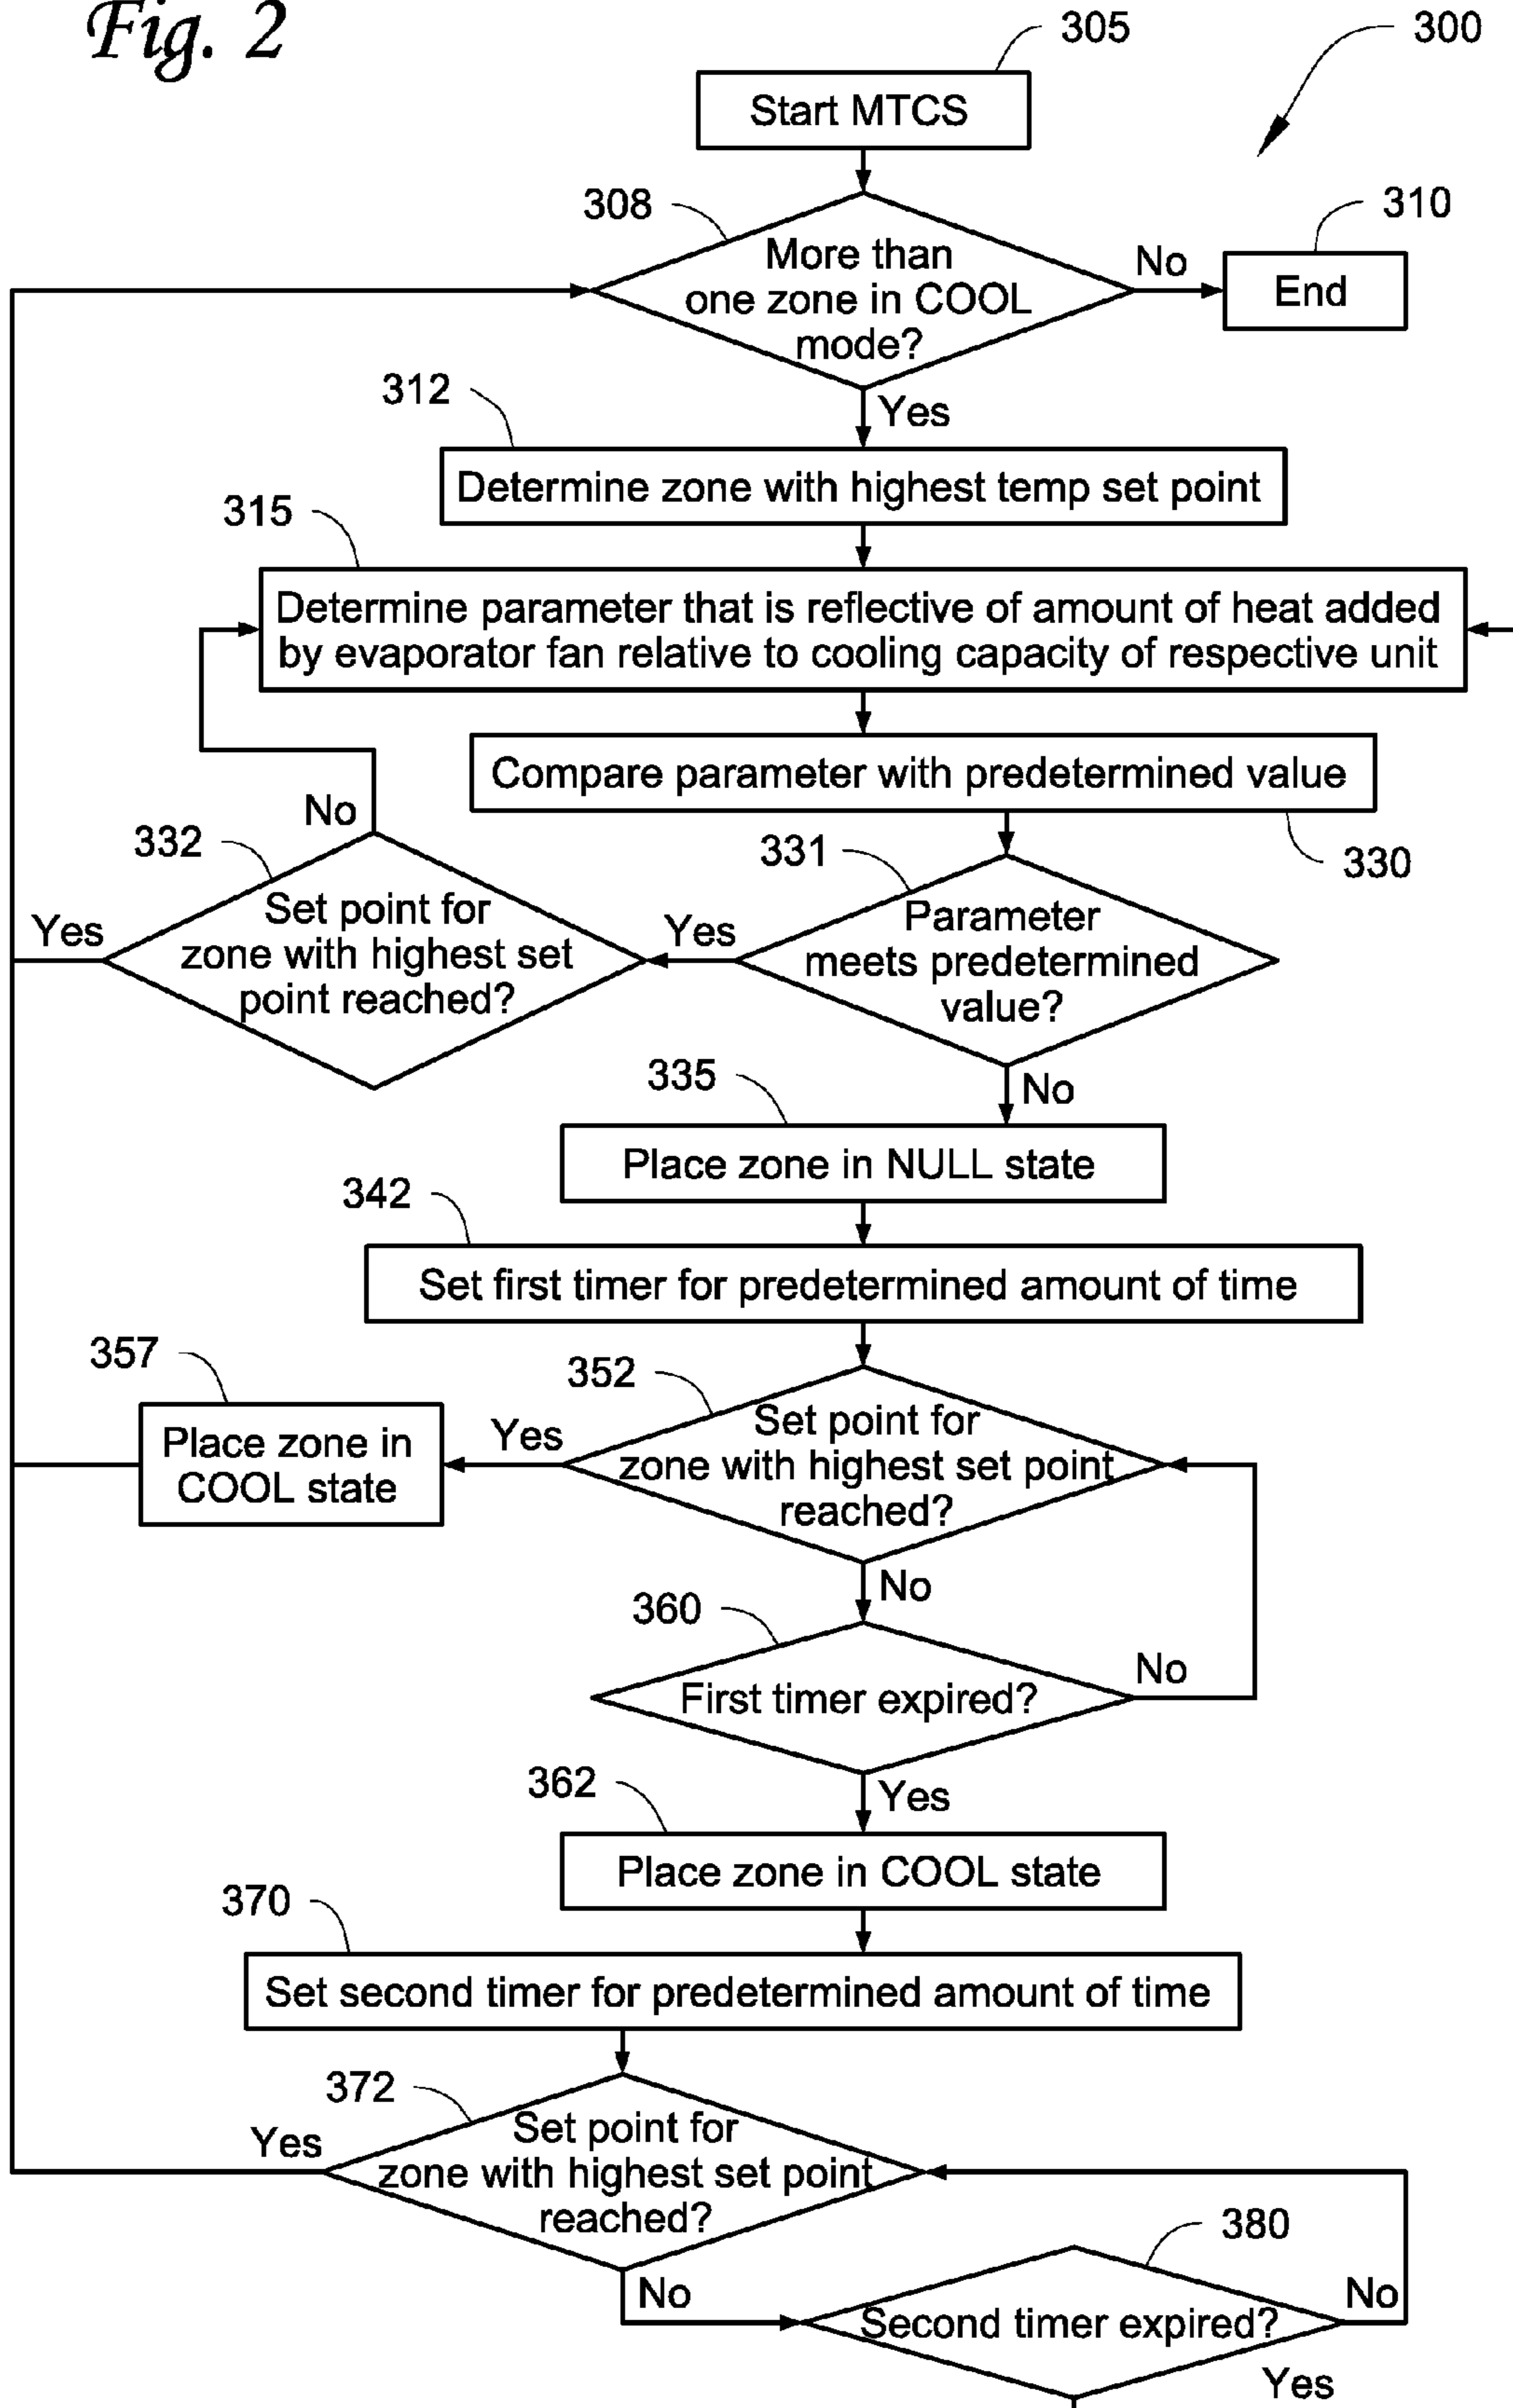 Fig. 2
305
300
Start MTCS
308
310
More than
one zone in COOL
mode?
No
End
312
Yes
Determine zone with highest temp set point
315
Determine parameter that is reflective of amount of heat added
by evaporator fan relative to cooling capacity of respective unit
Compare parameter with predetermined value
No
332
331
330
Set point for
zone with highest set
point reached?
Yes
Yes
Parameter
meets predetermined
value?
335
No
Place zone in NULL state
342
Set first timer for predetermined amount of time
357
352
Place zone in
COOL state
Yes
Set point for
zone with highest set point
reached?
No
360
No
First timer expired?
362
Yes
Place zone in COOL state
370
Set second timer for predetermined amount of time
372
Yes
Set point for
zone with highest set point
reached?
380
No
No
Second timer expired?
Yes